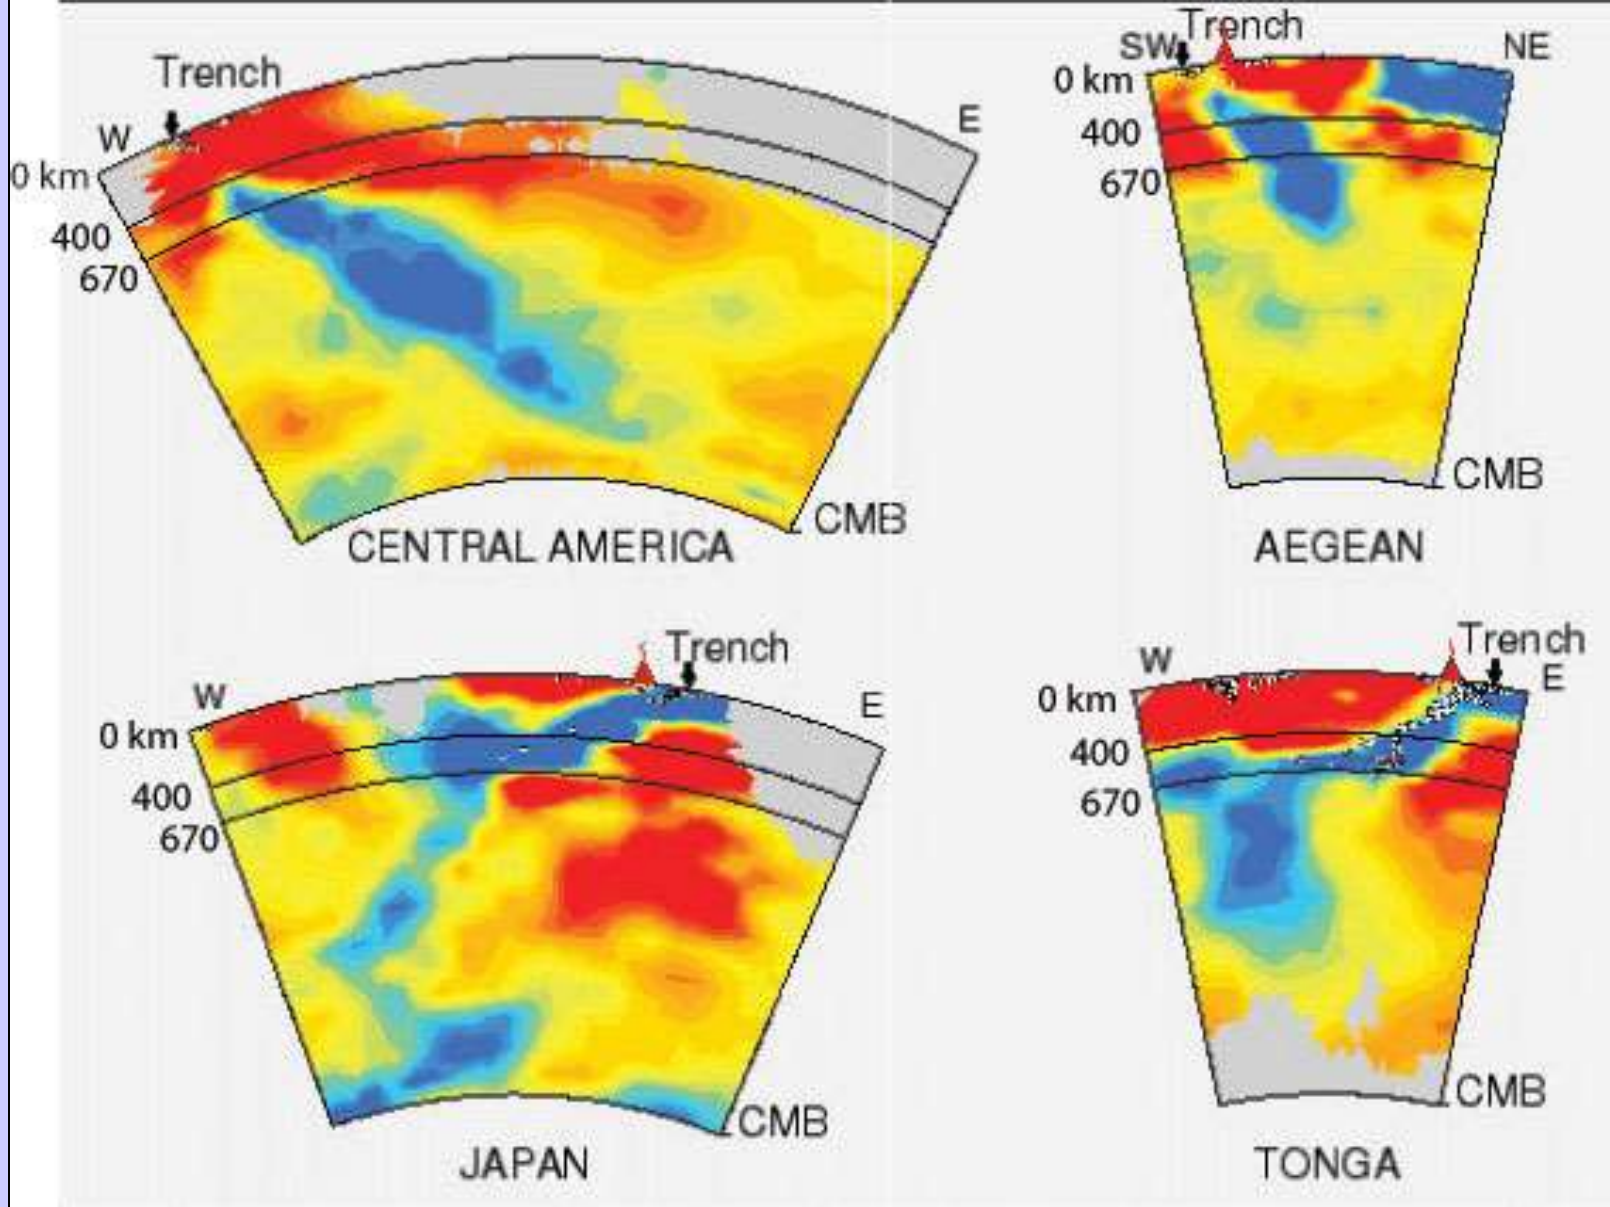 Trench
W
E
0 km
400
670
CMB
CENTRAL AMERICA
Trench
SW
NE
0 km
400
670
CMB
AEGEAN
Trench
W
E
0 km
400
670
CMB
JAPAN
Trench
W
E
0 km
400
670
CMB
TONGA